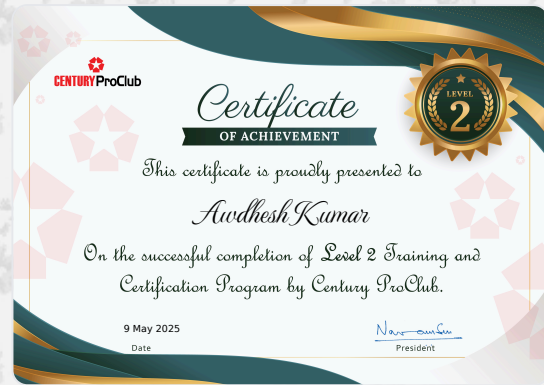 CENTURY ProClub
LEVEL
2
Certificate
OF ACHIEVEMENT
This certificate is proudly presented to
Awdhesh Kumar
On the successful completion of Level 2 Training and
Certification Program by Century ProClub.
9 May 2025
Date
President